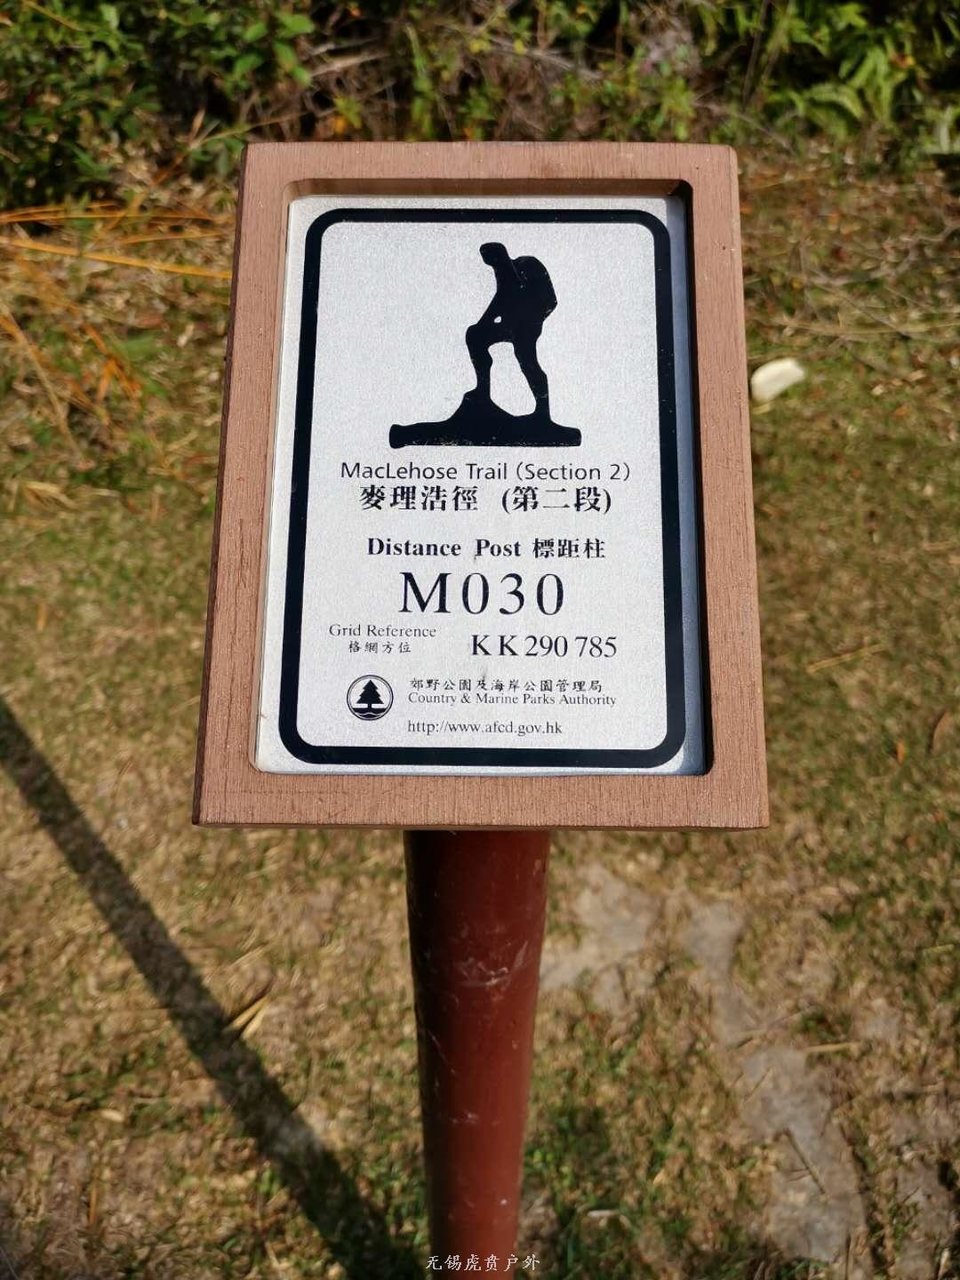 MacLehose Trail (Section 2)
麥理浩徑 (第二段)
Distance Post 標距柱
M030
Grid Reference
格網方位
KK 290 785
郊野公園及海岸公園管理局
Country & Marine Parks Authority
http://www.afcd.gov.hk
无锡虎贲户外